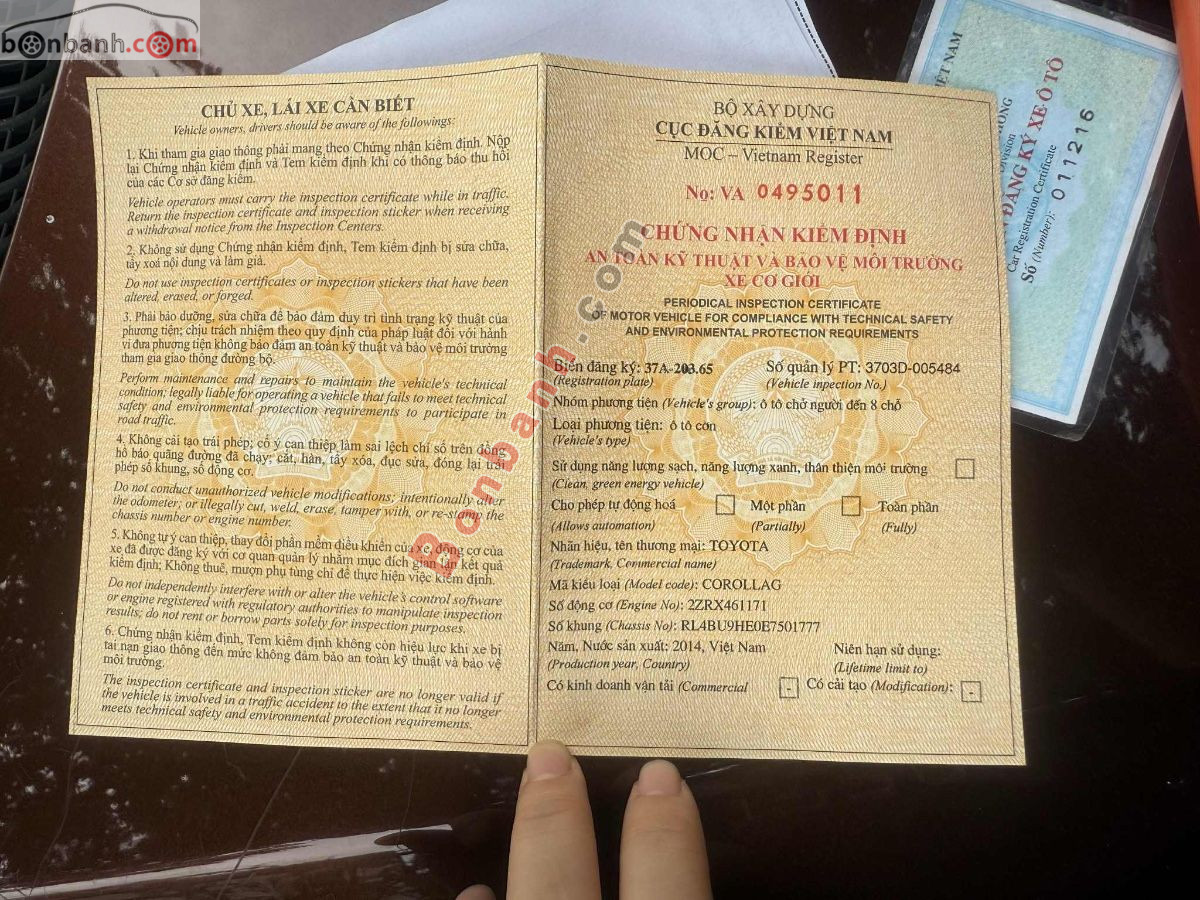 bonbanh.com
CHỦ XE, LÁI XE CẦN BIẾT
Vehicle owners, drivers should be aware of the followings:
1. Khi tham gia giao thông phải mang theo Chứng nhận kiểm định. Nộp
lại Chứng nhận kiểm định và Tem kiểm định khi có thông báo thu hồi
của các Cơ sở đăng kiểm.
Vehicle operators must carry the inspection certificate while in traffic.
Return the inspection certificate and inspection sticker when receiving
a withdrawal notice from the Inspection Centers.
2. Không sử dụng Chứng nhận kiểm định, Tem kiểm định bị sửa chữa,
tẩy xoá nội dung và làm giả.
Do not use inspection certificates or inspection stickers that have been
altered, erased, or forged.
3. Phải bảo dưỡng, sửa chữa để bảo đảm duy trì tình trạng kỹ thuật của
phương tiện; chịu trách nhiệm theo quy định của pháp luật đối với hành
vi đưa phương tiện không bảo đảm an toàn kỹ thuật và bảo vệ môi trường
tham gia giao thông đường bộ.
Perform maintenance and repairs to maintain the vehicle's technical
condition; legally liable for operating a vehicle that fails to meet technical
safety and environmental protection requirements to participate in
road traffic.
4. Không cải tạo trái phép; cố ý can thiệp làm sai lệch chỉ số trên đồng
hồ báo quãng đường đã chạy; cắt, hàn, tẩy xóa, đục sửa, đóng lại trái
phép số khung, số động cơ.
Do not conduct unauthorized vehicle modifications; intentionally alter
the odometer; or illegally cut, weld, erase, tamper with, or re-stamp the
chassis number or engine number.
5. Không tự ý can thiệp, thay đổi phần mềm điều khiển của xe, động cơ của
xe đã được đăng ký với cơ quan quản lý nhằm mục đích gian lận kết quả
kiểm định; Không thuê, mượn phụ tùng chỉ để thực hiện việc kiểm định.
Do not independently interfere with or alter the vehicle's control software
or engine registered with regulatory authorities to manipulate inspection
results; do not rent or borrow parts solely for inspection purposes.
6. Chứng nhận kiểm định, Tem kiểm định không còn hiệu lực khi xe bị
tai nạn giao thông đến mức không đảm bảo an toàn kỹ thuật và bảo vệ
môi trường.
The inspection certificate and inspection sticker are no longer valid if
the vehicle is involved in a traffic accident to the extent that it no longer
meets technical safety and environmental protection requirements.
BỘ XÂY DỰNG
CỤC ĐĂNG KIỂM VIỆT NAM
MOC – Vietnam Register
No: VA 0495011
CHỨNG NHẬN KIỂM ĐỊNH
AN TOÀN KỸ THUẬT VÀ BẢO VỆ MÔI TRƯỜNG
XE CƠ GIỚI
PERIODICAL INSPECTION CERTIFICATE
OF MOTOR VEHICLE FOR COMPLIANCE WITH TECHNICAL SAFETY
AND ENVIRONMENTAL PROTECTION REQUIREMENTS
Biển đăng ký: 37A-203.65 Số quản lý PT: 3703D-005484
(Registration plate) (Vehicle inpection No.)
Nhóm phương tiện (Vehicle's group): ô tô chở người đến 8 chỗ
Loại phương tiện: ô tô con
(Vehicle's type)
Sử dụng năng lượng sạch, năng lượng xanh, thân thiện môi trường
(Clean, green energy vehicle)
Cho phép tự động hoá Một phần Toàn phần
(Allows automation) (Partially) (Fully)
Nhãn hiệu, tên thương mại: TOYOTA
(Trademark, Commercial name)
Mã kiểu loại (Model code): COROLLAG
Số động cơ (Engine No): 2ZRX461171
Số khung (Chassis No): RL4BU9HE0E7501777
Năm, Nước sản xuất: 2014, Việt Nam Niên hạn sử dụng:
(Production year, Country) (Lifetime limit to)
Có kinh doanh vận tải (Commercial - Có cải tạo (Modification): -
Bonbanh.com
VIỆT NAM
DIVISION
ĐĂNG KÝ XE Ô TÔ
Car Registration Certificate
Số (Number): 011216